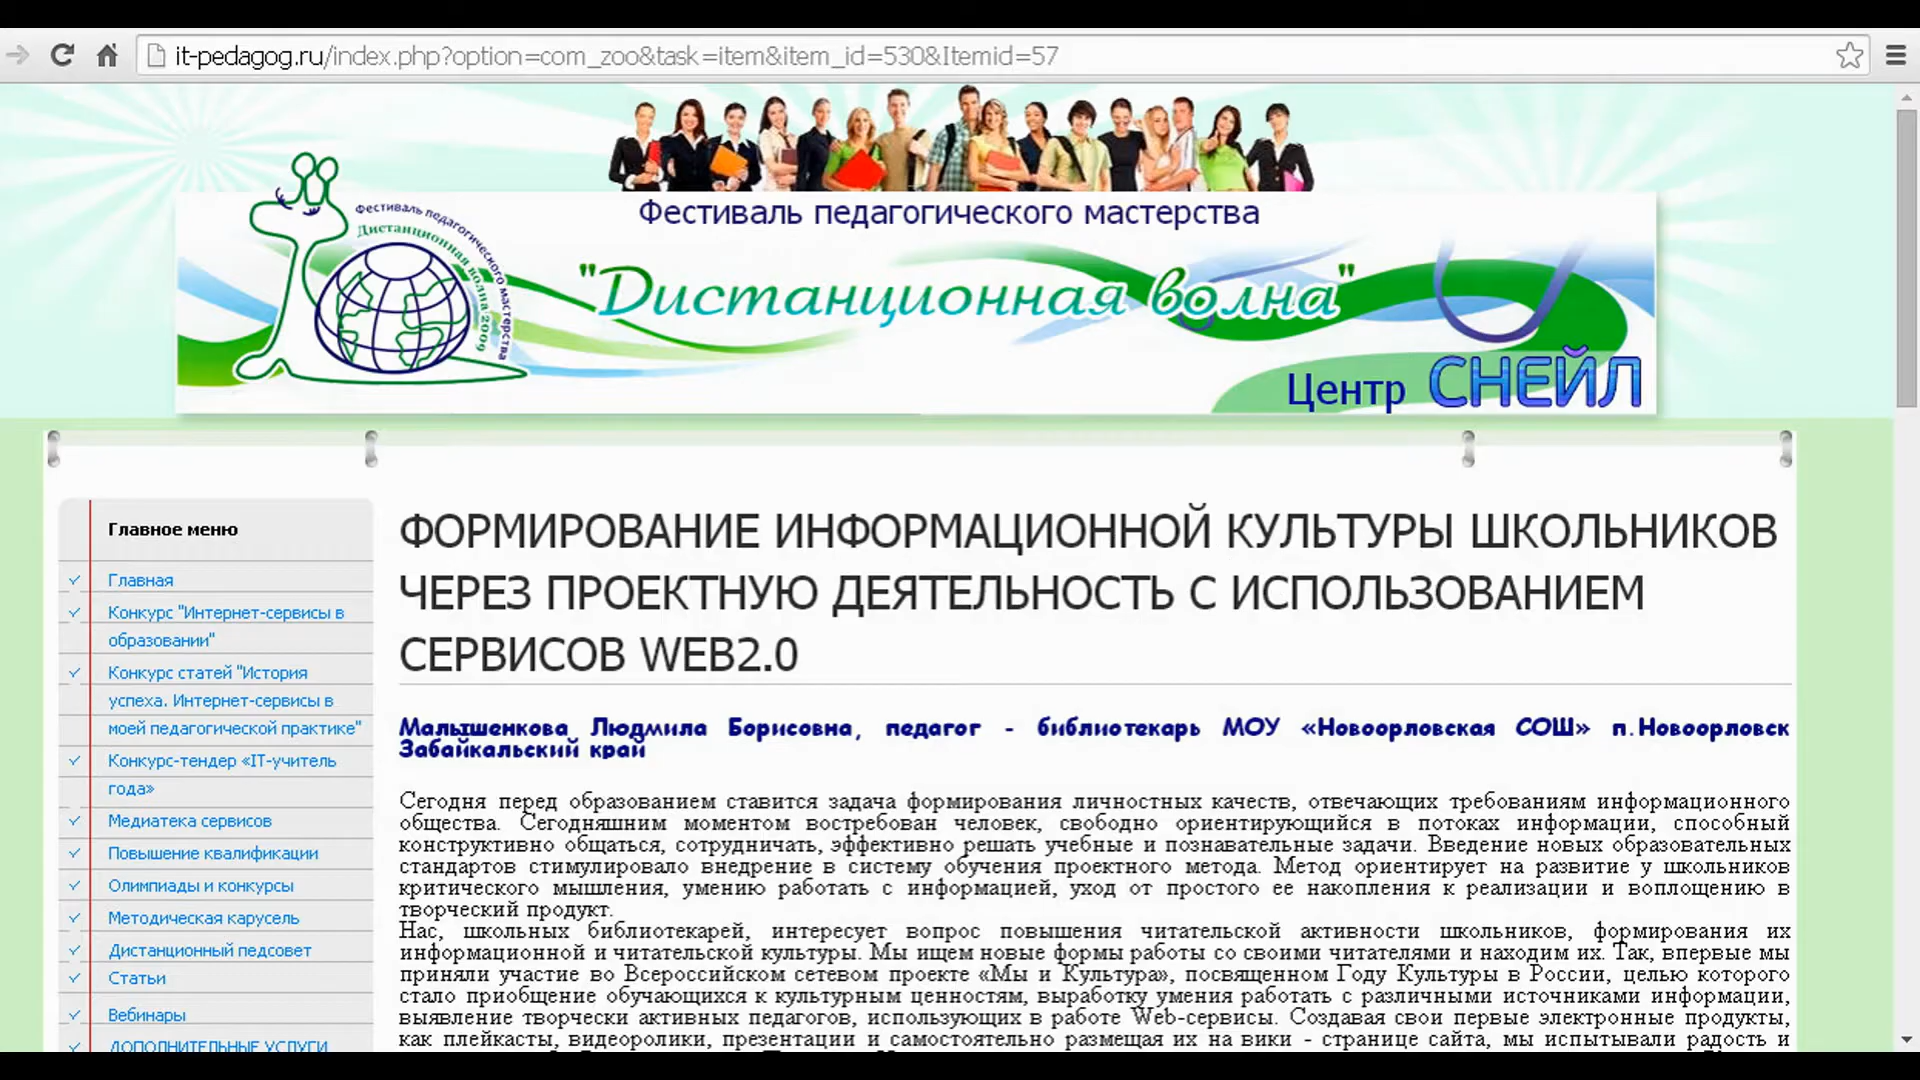 it-pedagog.ru/index.php?option=com_zoo&task=item&item_id=530&Itemid=57
Фестиваль педагогического мастерства
Дистанционная волна 2009
Фестиваль педагогического мастерства
"Дистанционная волна"
Центр СНЕЙЛ
Главное меню
Главная
Конкурс "Интернет-сервисы в
образовании"
Конкурс статей "История
успеха. Интернет-сервисы в
моей педагогической практике"
Конкурс-тендер «IT-учитель
года»
Медиатека сервисов
Повышение квалификации
Олимпиады и конкурсы
Методическая карусель
Дистанционный педсовет
Статьи
Вебинары
ДОПОЛНИТЕЛЬНЫЕ УСЛУГИ
ФОРМИРОВАНИЕ ИНФОРМАЦИОННОЙ КУЛЬТУРЫ ШКОЛЬНИКОВ
ЧЕРЕЗ ПРОЕКТНУЮ ДЕЯТЕЛЬНОСТЬ С ИСПОЛЬЗОВАНИЕМ
СЕРВИСОВ WEB2.0
Малышенкова Людмила Борисовна, педагог - библиотекарь МОУ «Новоорловская СОШ» п.Новоорловск
Забайкальский край
Сегодня перед образованием ставится задача формирования личностных качеств, отвечающих требованиям информационного
общества. Сегодняшним моментом востребован человек, свободно ориентирующийся в потоках информации, способный
конструктивно общаться, сотрудничать, эффективно решать учебные и познавательные задачи. Введение новых образовательных
стандартов стимулировало внедрение в систему обучения проектного метода. Метод ориентирует на развитие у школьников
критического мышления, умению работать с информацией, уход от простого ее накопления к реализации и воплощению в
творческий продукт.
Нас, школьных библиотекарей, интересует вопрос повышения читательской активности школьников, формирования их
информационной и читательской культуры. Мы ищем новые формы работы со своими читателями и находим их. Так, впервые мы
приняли участие во Всероссийском сетевом проекте «Мы и Культура», посвященном Году Культуры в России, целью которого
стало приобщение обучающихся к культурным ценностям, выработку умения работать с различными источниками информации,
выявление творчески активных педагогов, использующих в работе Web-сервисы. Создавая свои первые электронные продукты,
как плейкасты, видеоролики, презентации и самостоятельно размещая их на вики - странице сайта, мы испытывали радость и